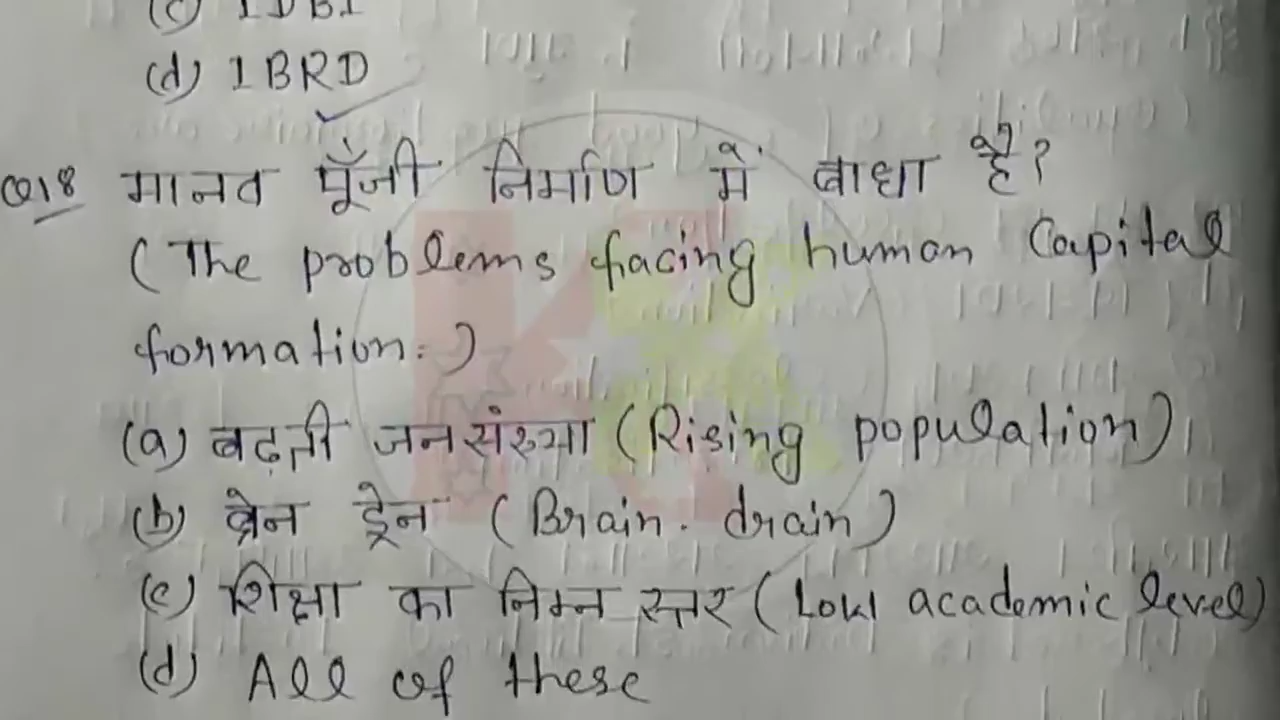 (c) IDBI
(d) IBRD
Q18 मानव पूँजी निर्माण में बाधा है?
(The problems facing human Capital
formation.)
(a) बढ़ती जनसंख्या (Rising population)
(b) ब्रेन ड्रेन (Brain. drain)
(c) शिक्षा का निम्न स्तर (Low academic level)
(d) All of these